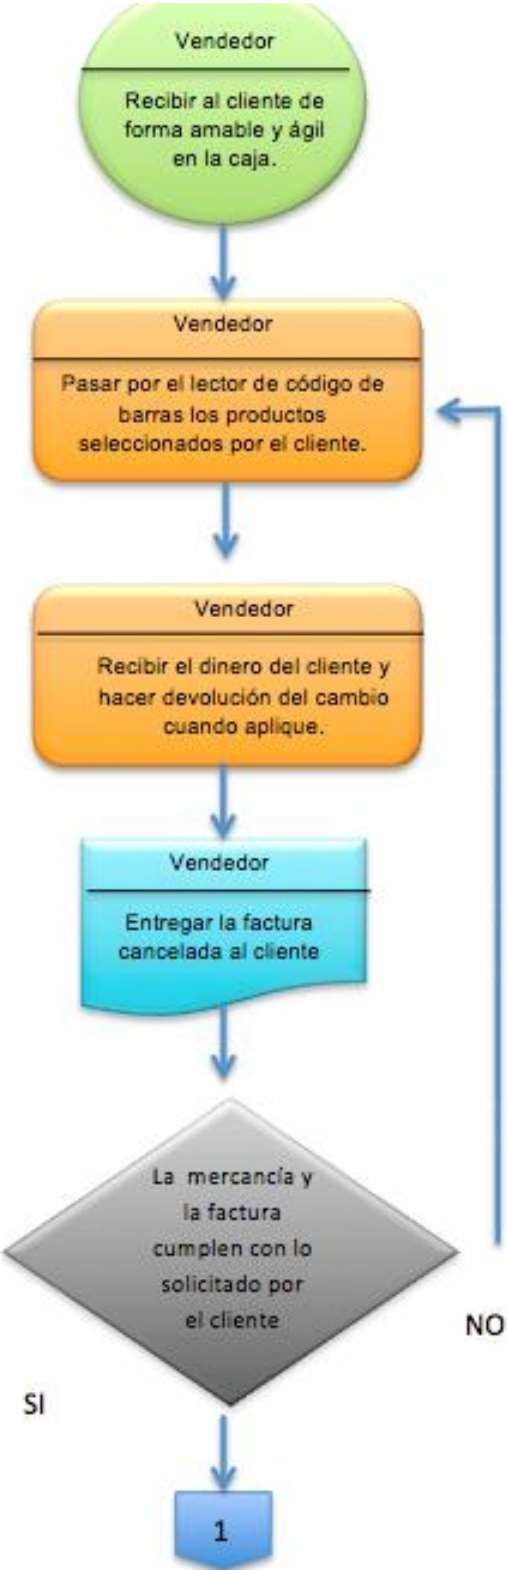 Vendedor
Recibir al cliente de
forma amable y ágil
en la caja.
Vendedor
Pasar por el lector de código de
barras los productos
seleccionados por el cliente.
Vendedor
Recibir el dinero del cliente y
hacer devolución del cambio
cuando aplique.
Vendedor
Entregar la factura
cancelada al cliente
La mercancía y
la factura
cumplen con lo
solicitado por
el cliente
NO
SI
1